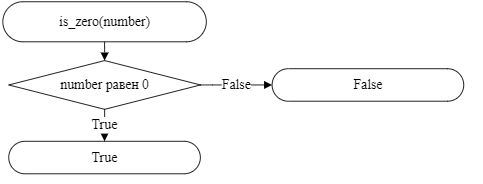 is_zero(number)
number равен 0
False
False
True
True